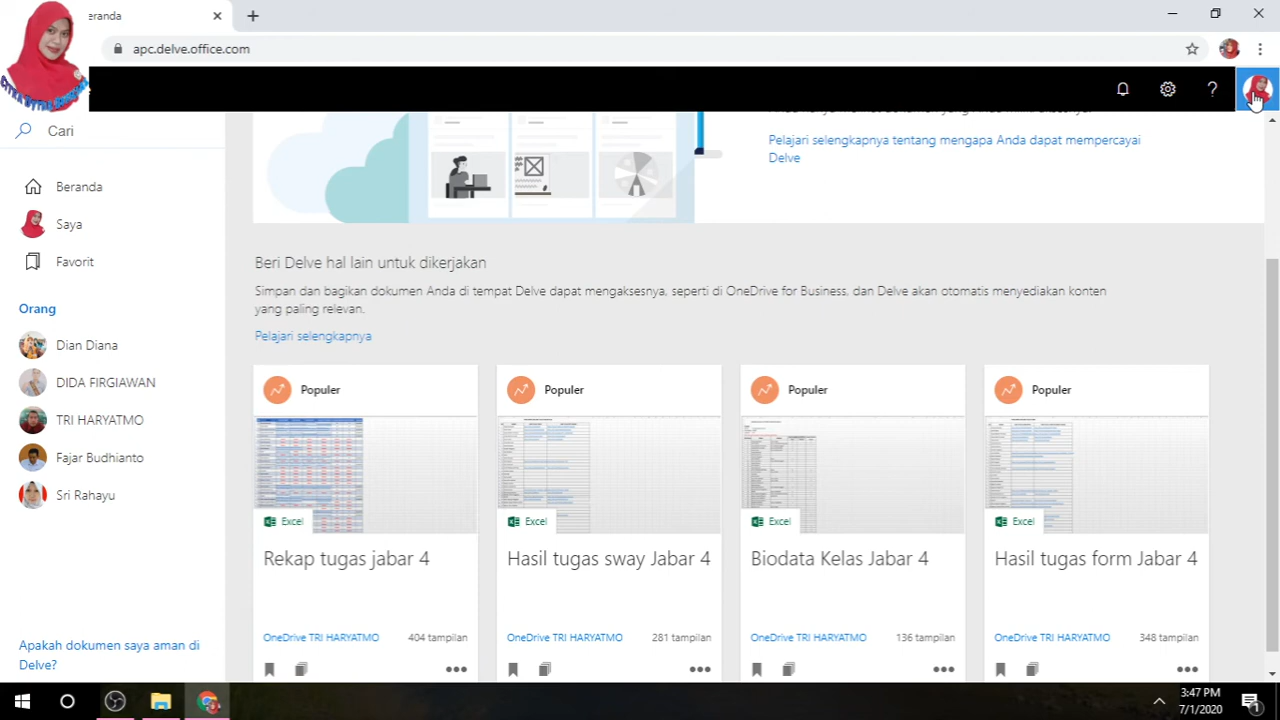 eranda
apc.delve.office.com
Pelajari selengkapnya tentang mengapa Anda dapat mempercayai
Delve
Cari
Beranda
Saya
Favorit
Orang
Dian Diana
DIDA FIRGIAWAN
TRI HARYATMO
Fajar Budhianto
Sri Rahayu
Apakah dokumen saya aman di
Delve?
Beri Delve hal lain untuk dikerjakan
Simpan dan bagikan dokumen Anda di tempat Delve dapat mengaksesnya, seperti di OneDrive for Business, dan Delve akan otomatis menyediakan konten
yang paling relevan.
Pelajari selengkapnya
Populer
Excel
Rekap tugas jabar 4
OneDrive TRI HARYATMO 404 tampilan
Populer
Excel
Hasil tugas sway Jabar 4
OneDrive TRI HARYATMO 281 tampilan
Populer
Excel
Biodata Kelas Jabar 4
OneDrive TRI HARYATMO 136 tampilan
Populer
Excel
Hasil tugas form Jabar 4
OneDrive TRI HARYATMO 348 tampilan
3:47 PM
7/1/2020